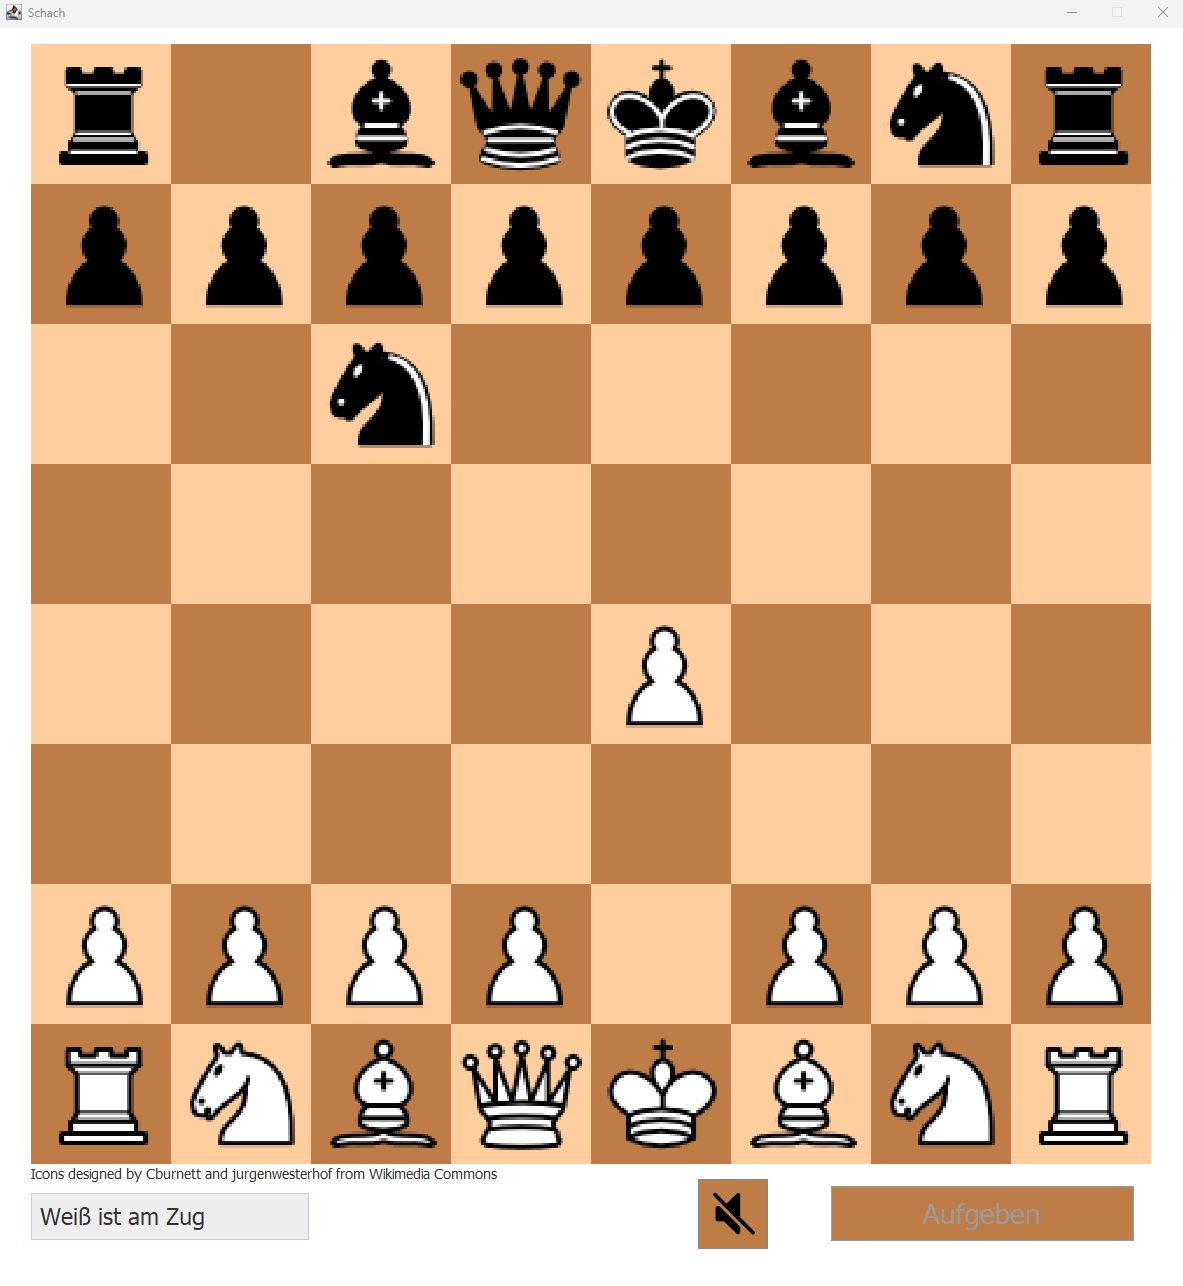 Schach
Icons designed by Cburnett and jurgenwesterhof from Wikimedia Commons
Weiß ist am Zug
Aufgeben